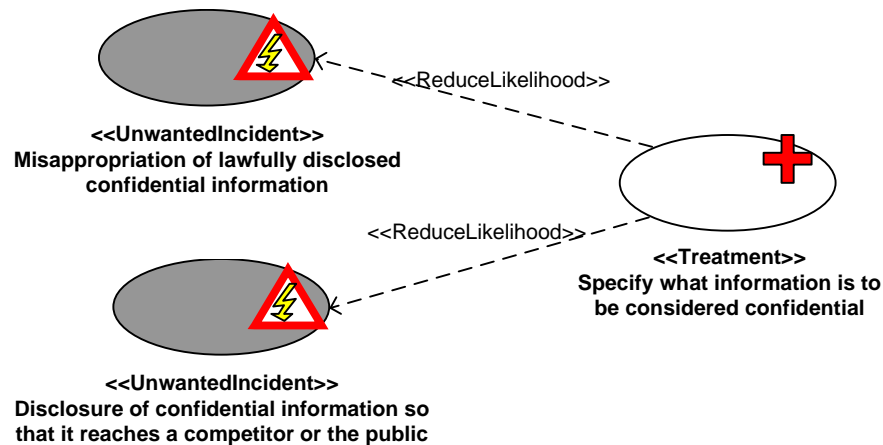 <<ReduceLikelihood>>
<<UnwantedIncident>>
Misappropriation of lawfully disclosed
confidential information
<<ReduceLikelihood>>
<<Treatment>>
Specify what information is to
be considered confidential
<<UnwantedIncident>>
Disclosure of confidential information so
that it reaches a competitor or the public